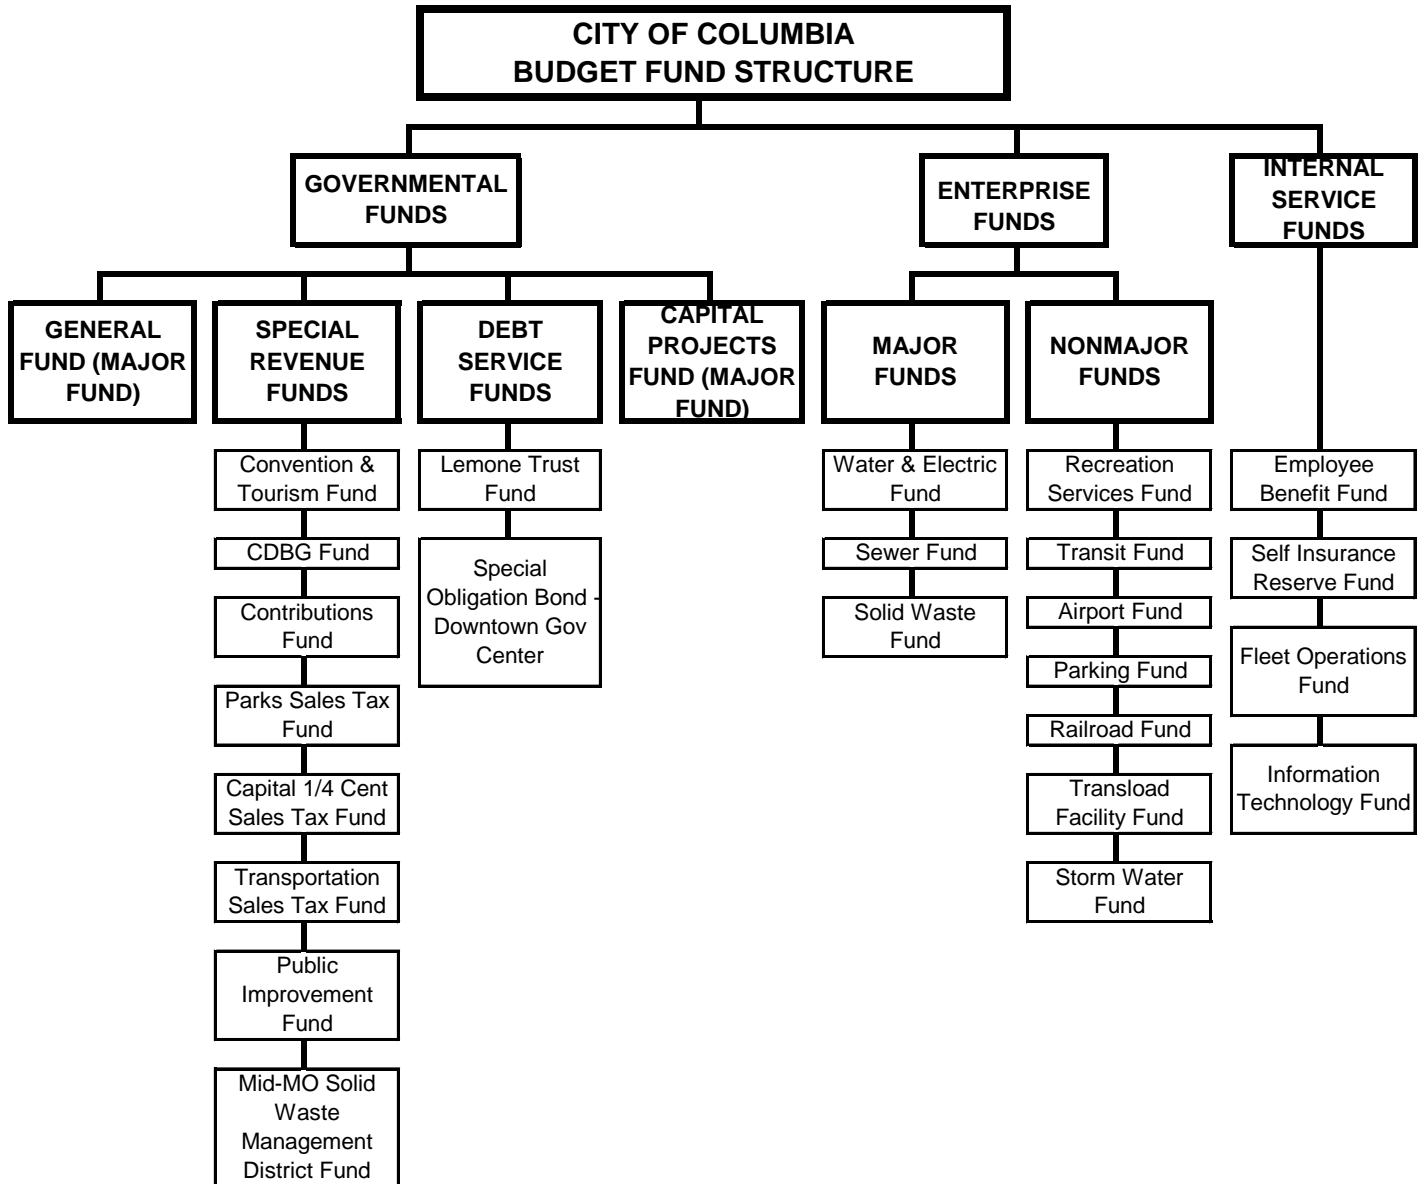 CITY OF COLUMBIA
BUDGET FUND STRUCTURE
GOVERNMENTAL
FUNDS
ENTERPRISE
FUNDS
INTERNAL
SERVICE
FUNDS
GENERAL
FUND (MAJOR
FUND)
SPECIAL
REVENUE
FUNDS
DEBT
SERVICE
FUNDS
CAPITAL
PROJECTS
FUND (MAJOR
FUND)
MAJOR
FUNDS
NONMAJOR
FUNDS
Convention &
Tourism Fund
CDBG Fund
Contributions
Fund
Parks Sales Tax
Fund
Capital 1/4 Cent
Sales Tax Fund
Transportation
Sales Tax Fund
Public
Improvement
Fund
Mid-MO Solid
Waste
Management
District Fund
Lemone Trust
Fund
Special
Obligation Bond -
Downtown Gov
Center
Water & Electric
Fund
Sewer Fund
Solid Waste
Fund
Recreation
Services Fund
Transit Fund
Airport Fund
Parking Fund
Railroad Fund
Transload
Facility Fund
Storm Water
Fund
Employee
Benefit Fund
Self Insurance
Reserve Fund
Fleet Operations
Fund
Information
Technology Fund